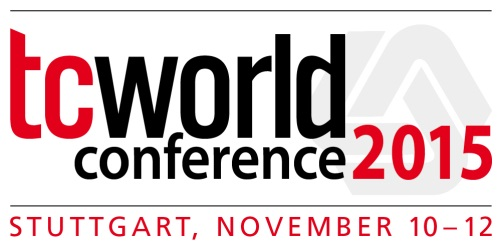 tcworld
conference 2015
STUTTGART, NOVEMBER 10–12